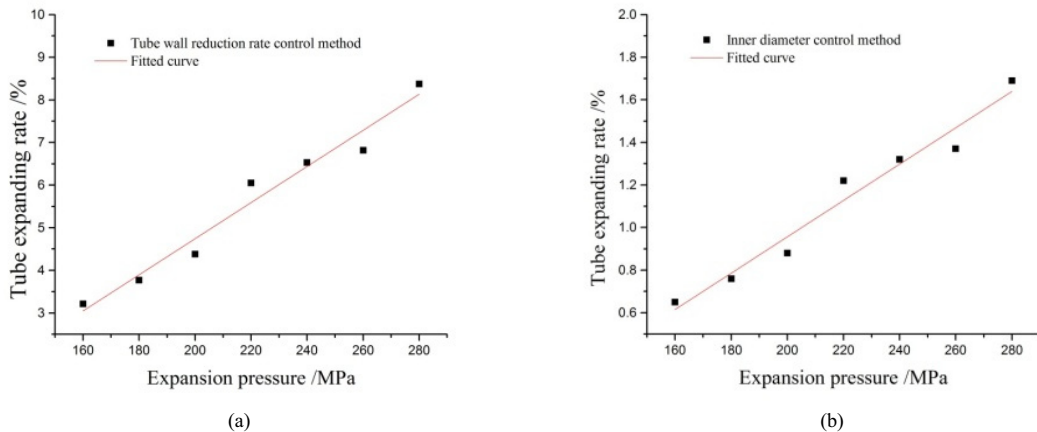 10
9
8
7
6
5
4
3
Tube expanding rate /%
Tube wall reduction rate control method
Fitted curve
160 180 200 220 240 260 280
Expansion pressure /MPa
(a)
2.0
1.8
1.6
1.4
1.2
1.0
0.8
0.6
Tube expanding rate /%
Inner diameter control method
Fitted curve
160 180 200 220 240 260 280
Expansion pressure /MPa
(b)